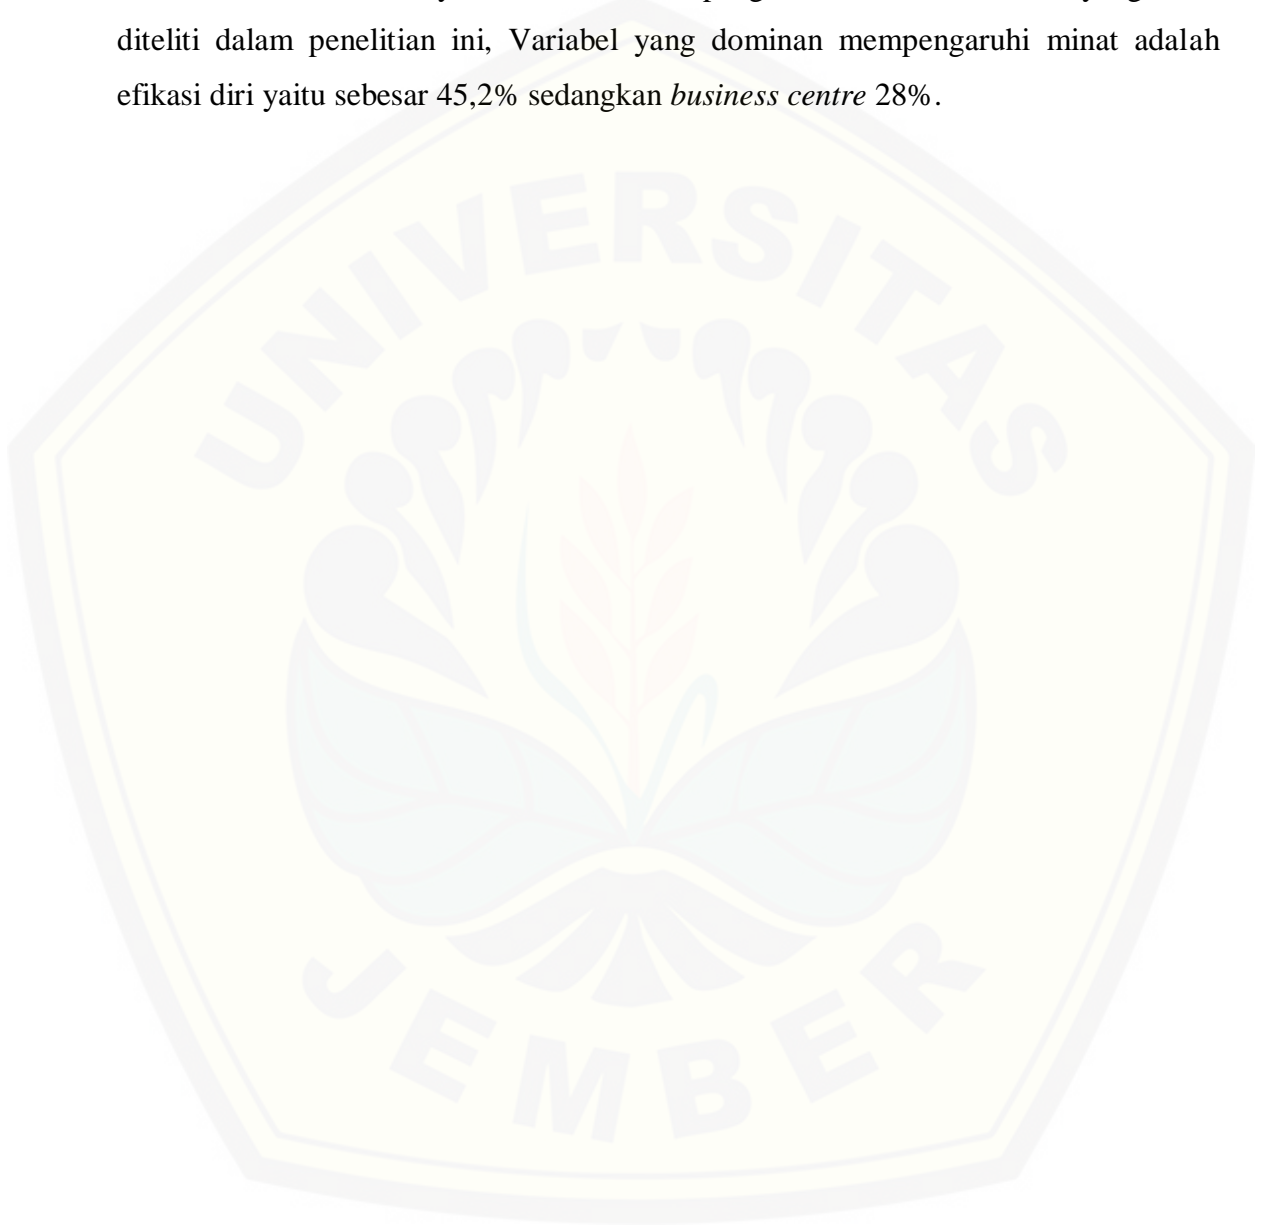 diteliti dalam penelitian ini, Variabel yang dominan mempengaruhi minat adalah
efikasi diri yaitu sebesar 45,2% sedangkan business centre 28%.
UNIVERSITAS
JEMBER